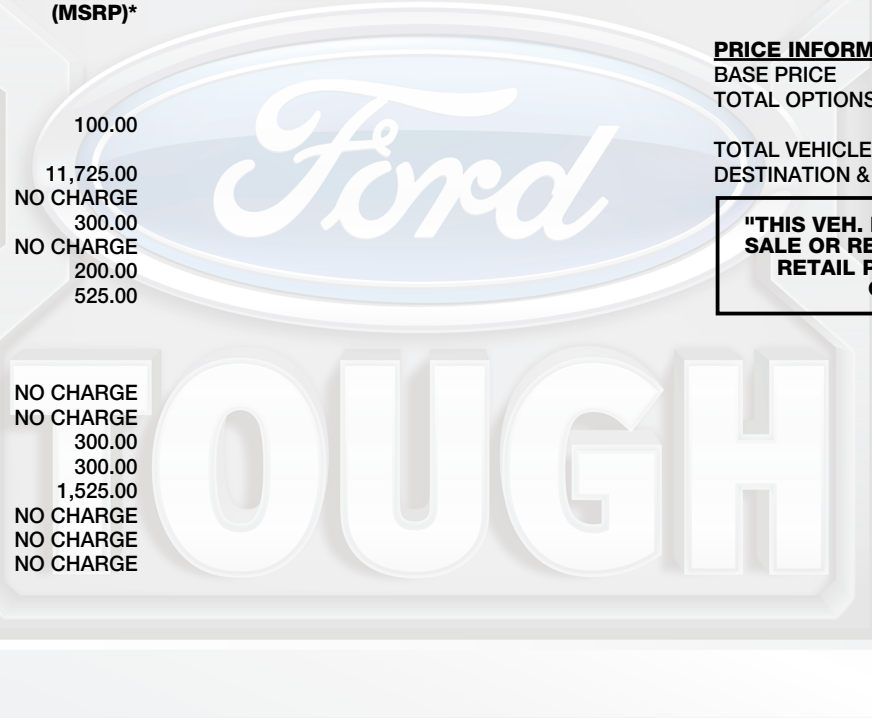 (MSRP)*
100.00
11,725.00
NO CHARGE
300.00
NO CHARGE
200.00
525.00
NO CHARGE
NO CHARGE
300.00
300.00
1,525.00
NO CHARGE
NO CHARGE
NO CHARGE
PRICE INFORM
BASE PRICE
TOTAL OPTIONS
TOTAL VEHICLE
DESTINATION &
"THIS VEH.
SALE OR RE
RETAIL P
Ford
TOUGH